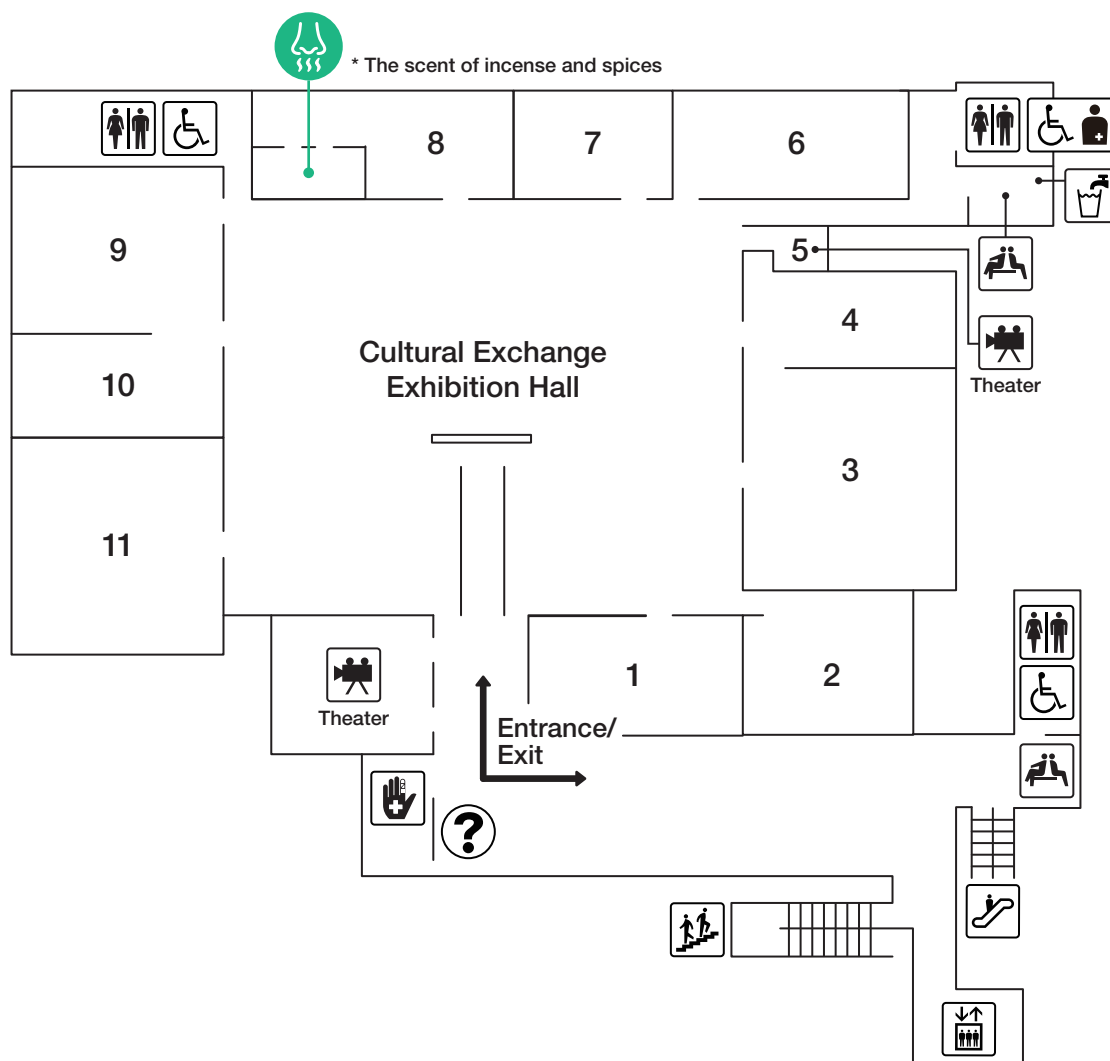 * The scent of incense and spices
8
7
6
9
5
4
Cultural Exchange
Exhibition Hall
Theater
10
3
11
1
2
Theater
Entrance/
Exit
?